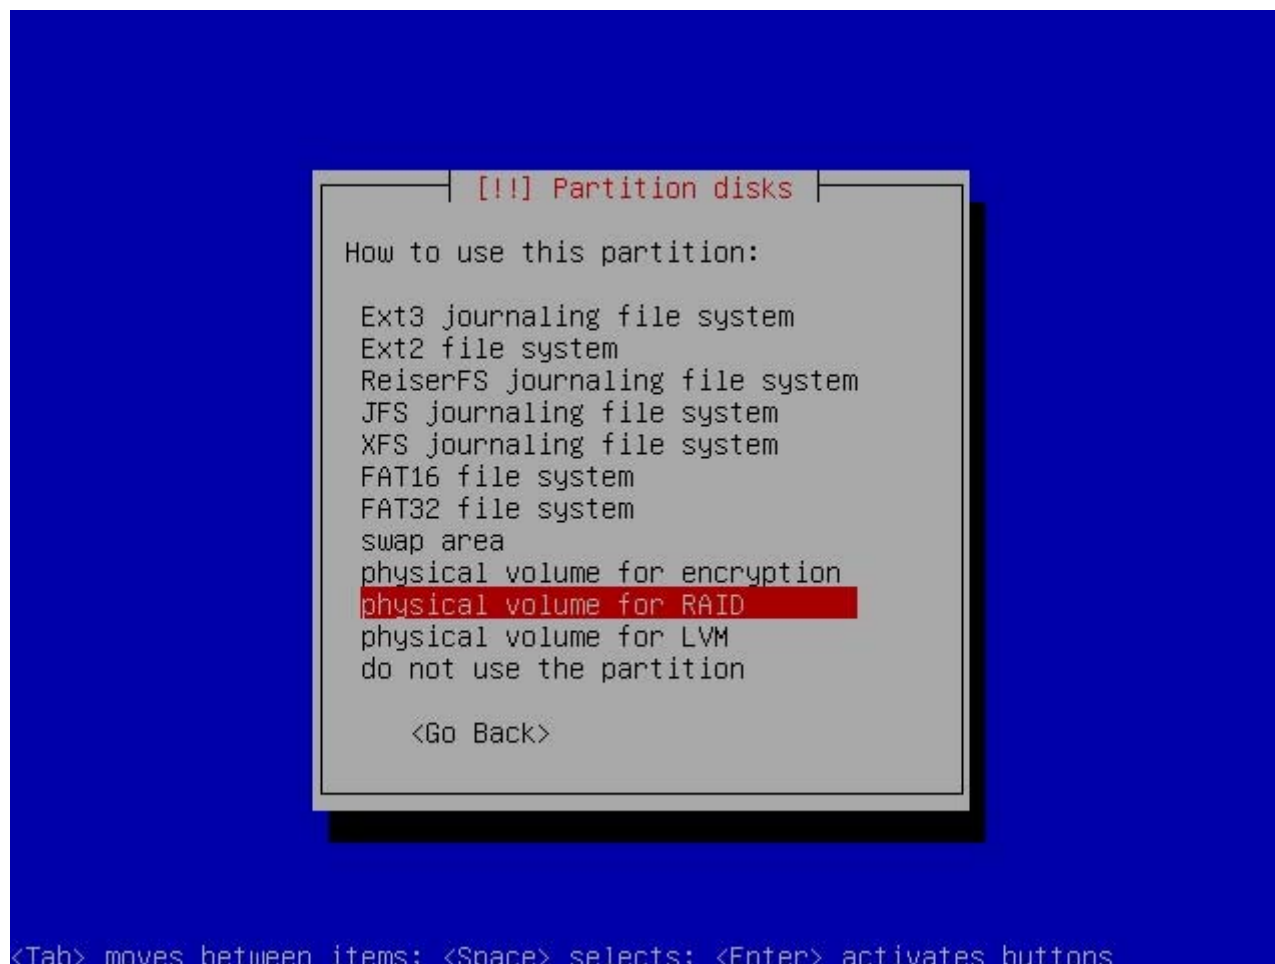 [!!] Partition disks
How to use this partition:
Ext3 journaling file system
Ext2 file system
ReiserFS journaling file system
JFS journaling file system
XFS journaling file system
FAT16 file system
FAT32 file system
swap area
physical volume for encryption
physical volume for RAID
physical volume for LVM
do not use the partition
<Go Back>
<Tab> moves between items; <Space> selects; <Enter> activates buttons